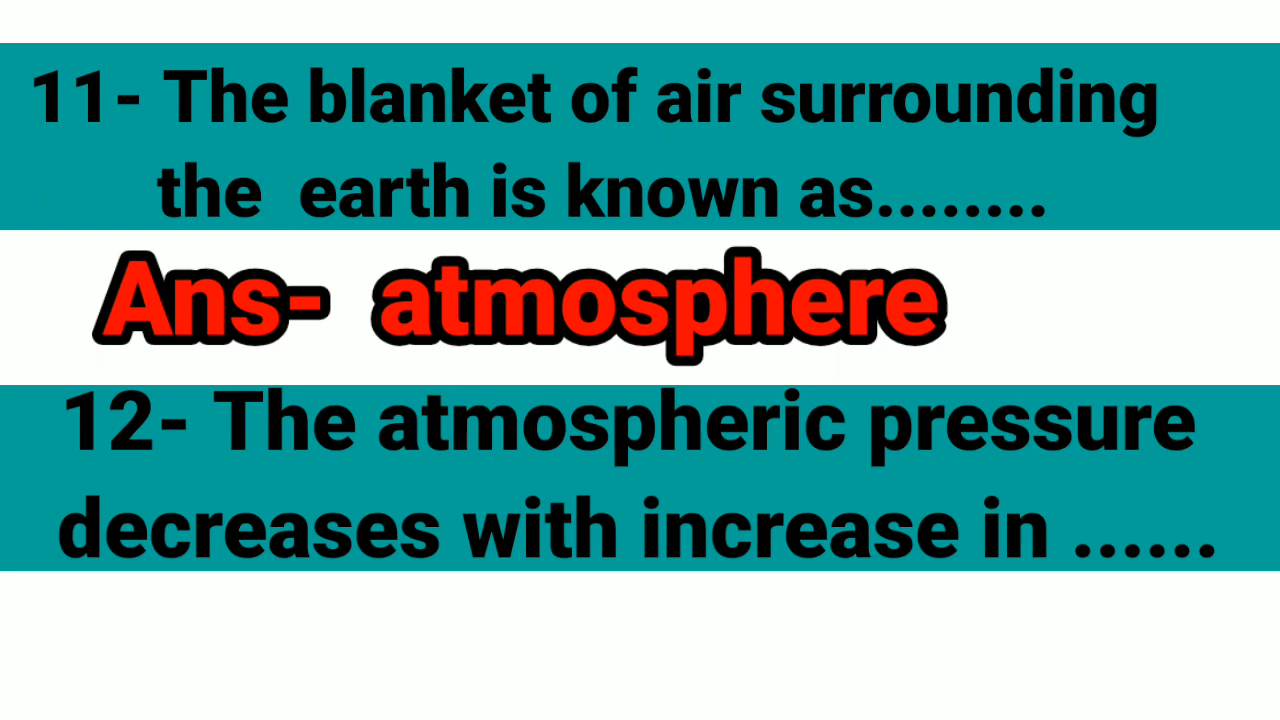 11- The blanket of air surrounding
the earth is known as........
Ans- atmosphere
12- The atmospheric pressure
decreases with increase in ......